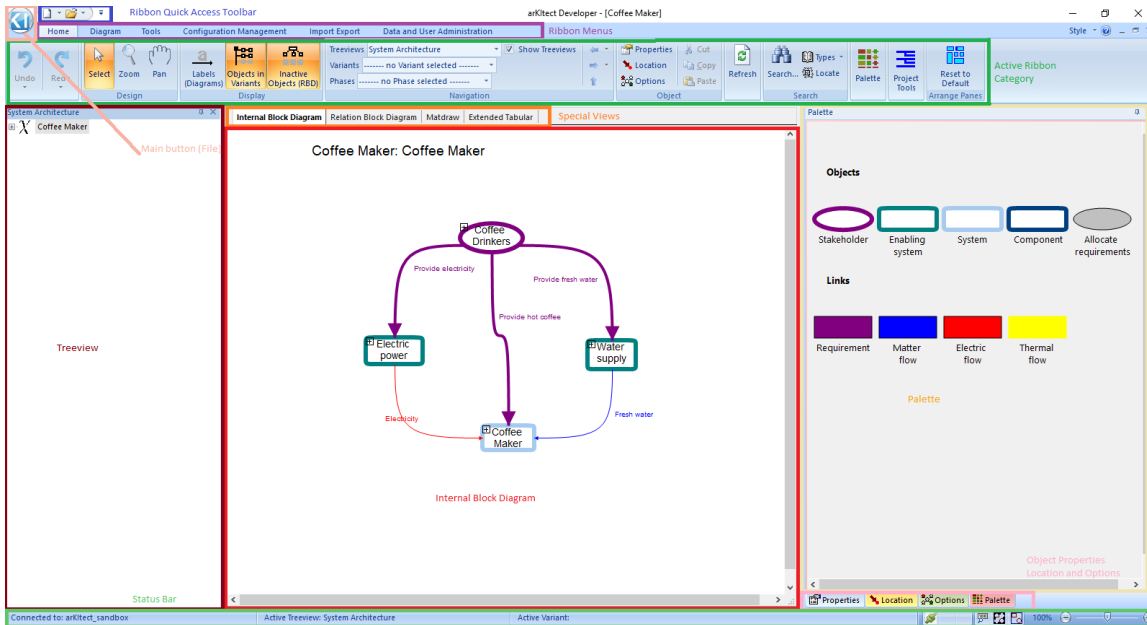 KI
Ribbon Quick Access Toolbar
arKItect Developer - [Coffee Maker]
Home Diagram Tools Configuration Management Import Export Data and User Administration Ribbon Menus Style
Undo
Redo
Select
Zoom
Pan
Design
Labels
(Diagrams)
Objects in
Variants
Inactive
Objects (RBD)
Display
Treeviews System Architecture Show Treeviews
Variants ------- no Variant selected -------
Phases ------- no Phase selected -------
Navigation
Properties
Location
Options
Cut
Copy
Paste
Object
Refresh
Search...
Types
Locate
Search
Palette
Project
Tools
Reset to
Default
Arrange Panes
Active Ribbon
Category
System Architecture
Coffee Maker
Main button (File)
Treeview
Status Bar
Internal Block Diagram Relation Block Diagram Matdraw Extended Tabular Special Views
Coffee Maker: Coffee Maker
Coffee
Drinkers
Provide electricity
Provide fresh water
Provide hot coffee
Electric
power
Water
supply
Electricity
Fresh water
Coffee
Maker
Internal Block Diagram
Palette
Objects
Stakeholder
Enabling
system
System
Component
Allocate
requirements
Links
Requirement
Matter
flow
Electric
flow
Thermal
flow
Palette
Object Properties
Location and Options
Properties Location Options Palette
Connected to: arKItect_sandbox Active Treeview: System Architecture Active Variant: 100%